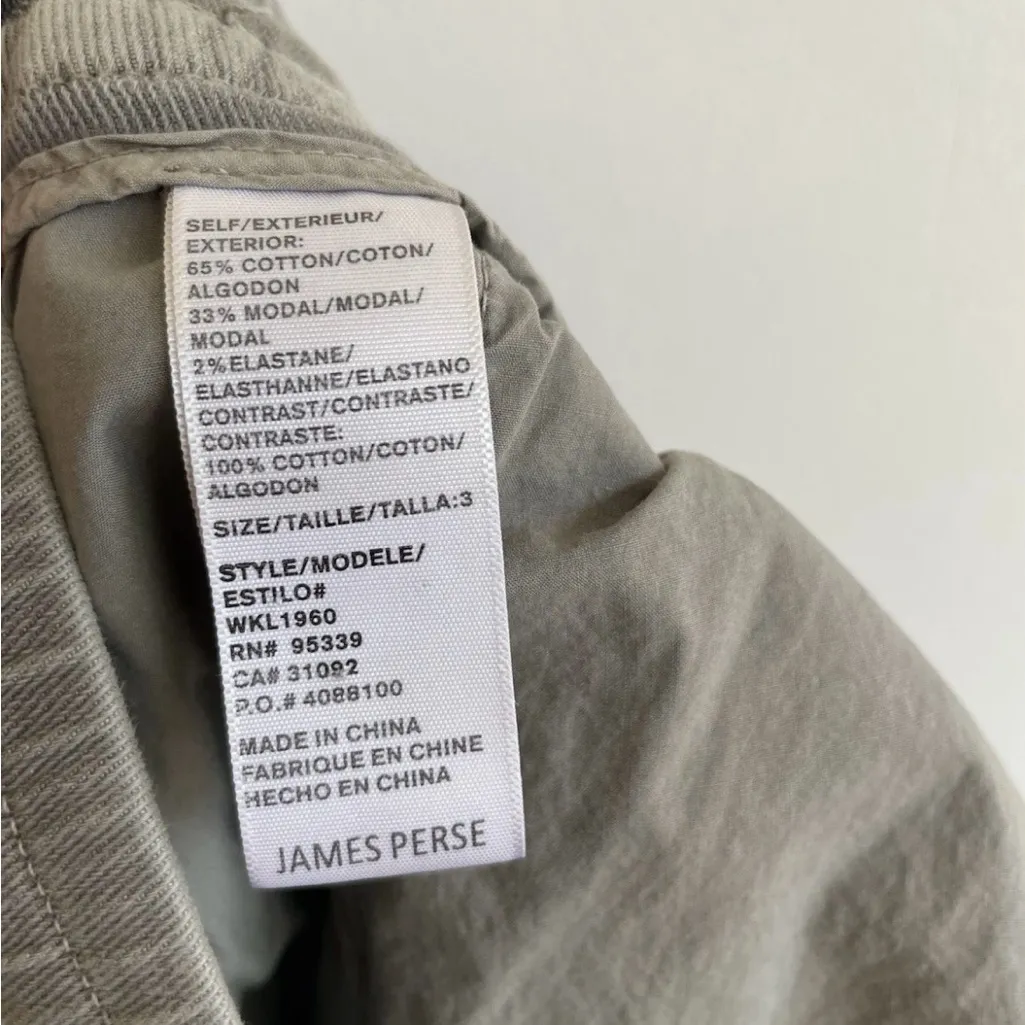 SELF/EXTERIEUR/
EXTERIOR:
65% COTTON/COTON/
ALGODON
33% MODAL/MODAL/
MODAL
2%ELASTANE/
ELASTHANNE/ELASTANO
CONTRAST/CONTRASTE/
CONTRASTE:
100% COTTON/COTON/
ALGODON
SIZE/TAILLE/TALLA:3
STYLE/MODELE/
ESTILO#
WKL1960
RN# 95339
CA# 31092
P.O.# 4088100
MADE IN CHINA
FABRIQUE EN CHINE
HECHO EN CHINA
JAMES PERSE